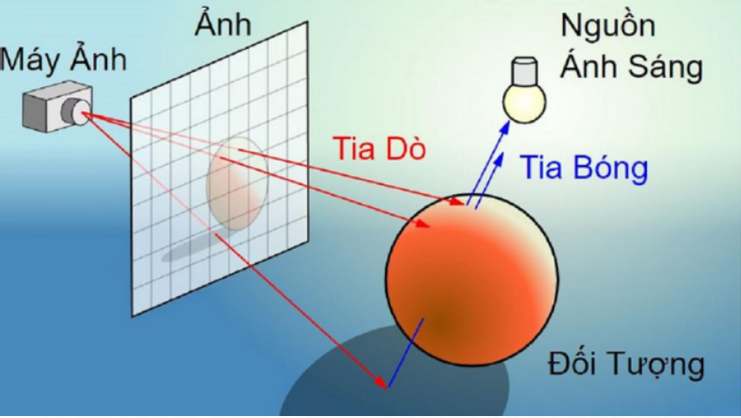 Ảnh
Máy Ảnh
Nguồn
Ánh Sáng
Tia Dò
Tia Bóng
Đối Tượng